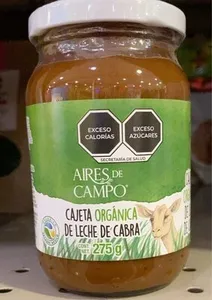 EXCESO
CALORÍAS
EXCESO
AZÚCARES
SECRETARÍA DE SALUD
AIRES DE
CAMPO®
CAJETA ORGÁNICA
DE LECHE DE CABRA
275 g